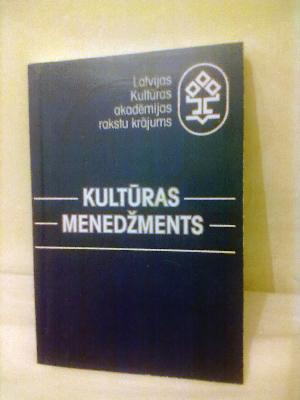 Latvijas
Kultūras
akadēmijas
rakstu krājums
KULTŪRAS
MENEDŽMENTS